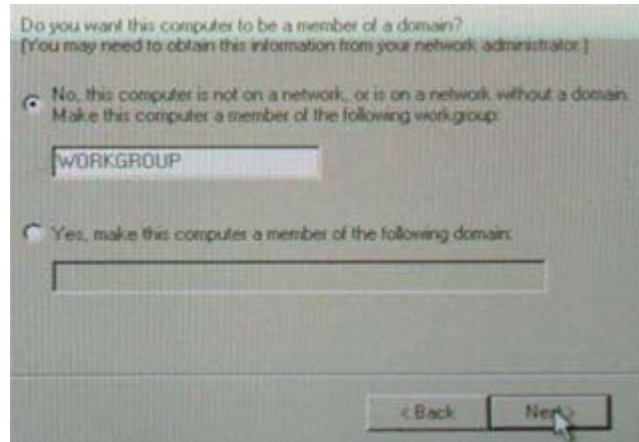 Do you want this computer to be a member of a domain?
(You may need to obtain this information from your network administrator.)
No, this computer is not on a network, or is on a network without a domain.
Make this computer a member of the following workgroup:
WORKGROUP
Yes, make this computer a member of the following domain:
< Back
Next >